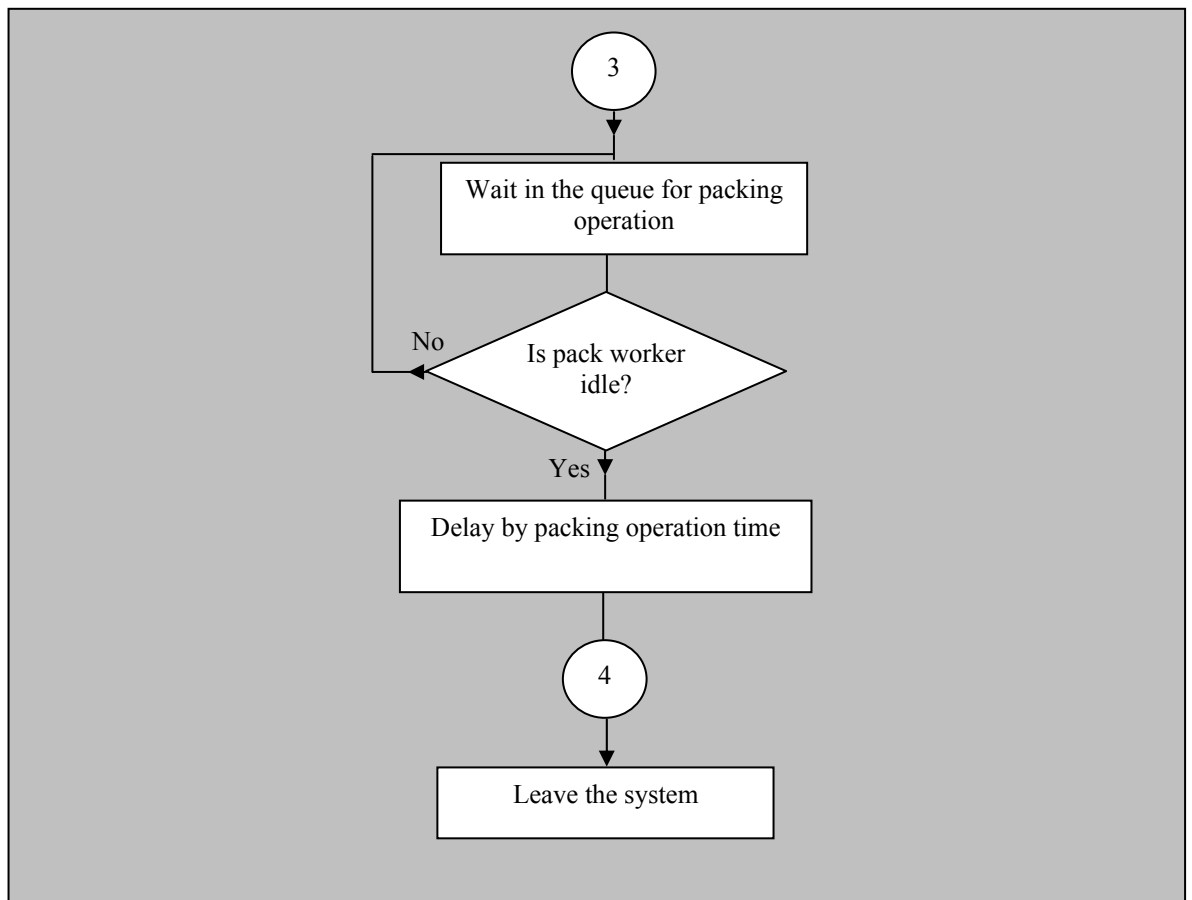 3
Wait in the queue for packing
operation
No
Is pack worker
idle?
Yes
Delay by packing operation time
4
Leave the system